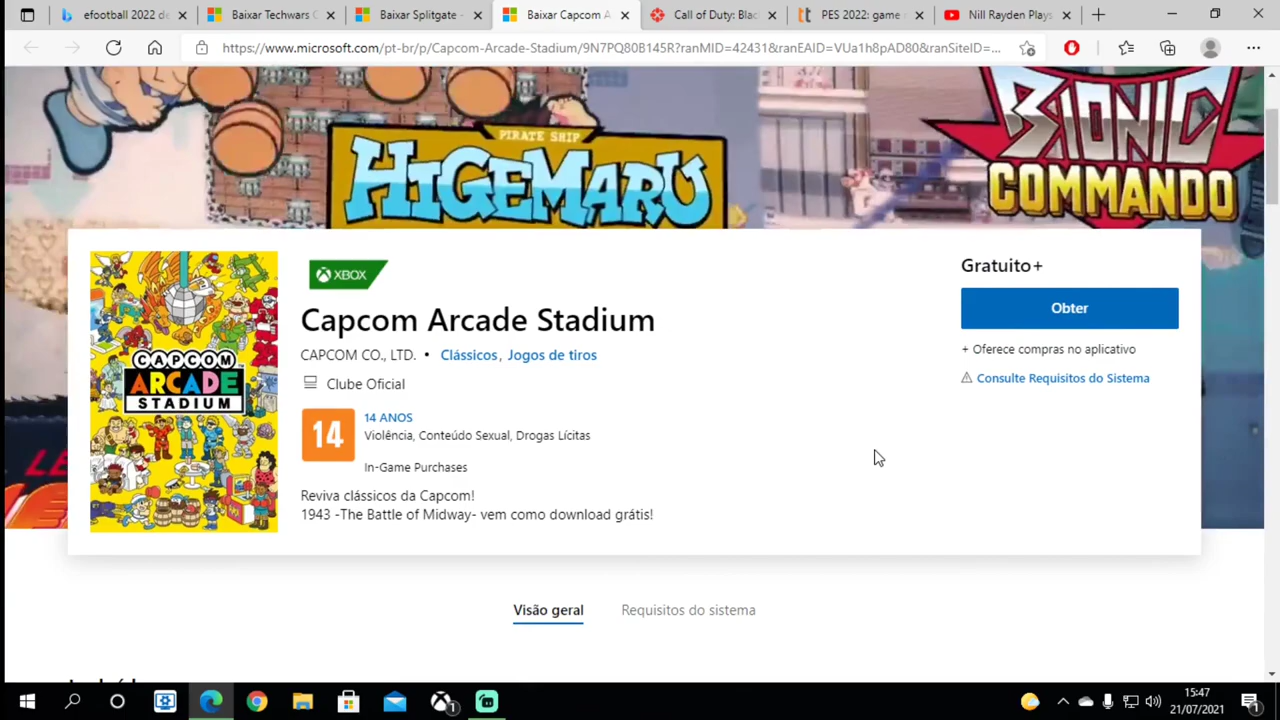 efootball 2022 de
Baixar Techwars C
Baixar Splitgate -
Baixar Capcom A
Call of Duty: Blac
PES 2022: game e
Nill Rayden Plays
https://www.microsoft.com/pt-br/p/Capcom-Arcade-Stadium/9N7PQ80B145R?ranMID=42431&ranEAID=VUa1h8pAD80&ranSiteID=...
PIRATE SHIP
HIGEMARU
BIONIC
COMMANDO
XBOX
Capcom Arcade Stadium
CAPCOM CO., LTD. • Clássicos, Jogos de tiros
Clube Oficial
14
14 ANOS
Violência, Conteúdo Sexual, Drogas Lícitas
In-Game Purchases
Reviva clássicos da Capcom!
1943 -The Battle of Midway- vem como download grátis!
CAPCOM
ARCADE
STADIUM
Gratuito+
Obter
+ Oferece compras no aplicativo
Consulte Requisitos do Sistema
Visão geral
Requisitos do sistema
1
15:47
21/07/2021
1